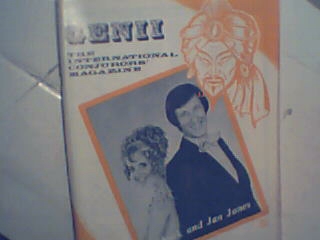 GENII
THE
INTERNATIONAL
CONJURORS'
MAGAZINE
and Jan Jones